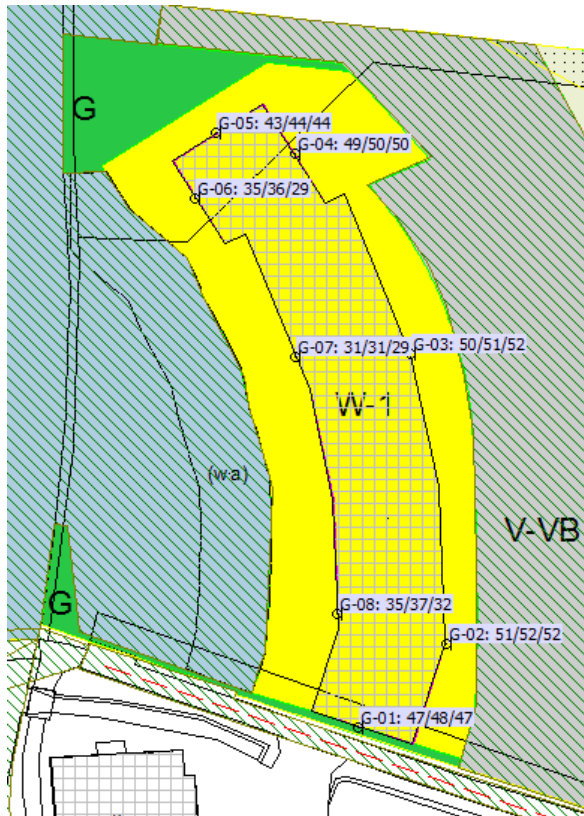 G
G-05: 43/44/44
G-04: 49/50/50
G-06: 35/36/29
G-07: 31/31/29
G-03: 50/51/52
W-1
(wa)
V-VB
G
G-08: 35/37/32
G-02: 51/52/52
G-01: 47/48/47